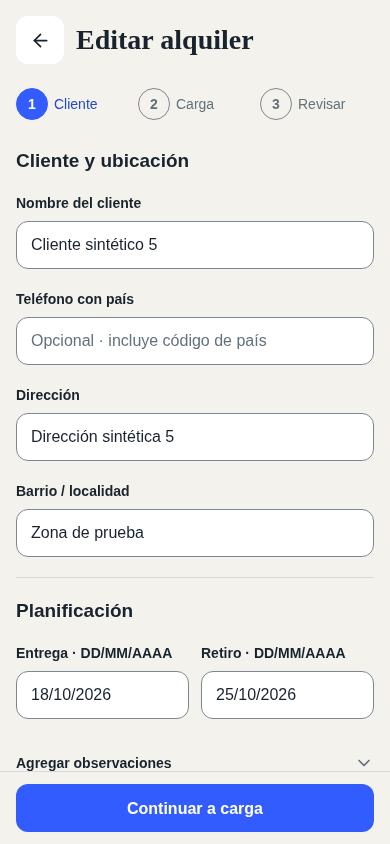 Editar alquiler
1 Cliente 2 Carga 3 Revisar
Cliente y ubicación
Nombre del cliente
Cliente sintético 5
Teléfono con país
Opcional · incluye código de país
Dirección
Dirección sintética 5
Barrio / localidad
Zona de prueba
Planificación
Entrega · DD/MM/AAAA Retiro · DD/MM/AAAA
18/10/2026 25/10/2026
Agregar observaciones
Continuar a carga